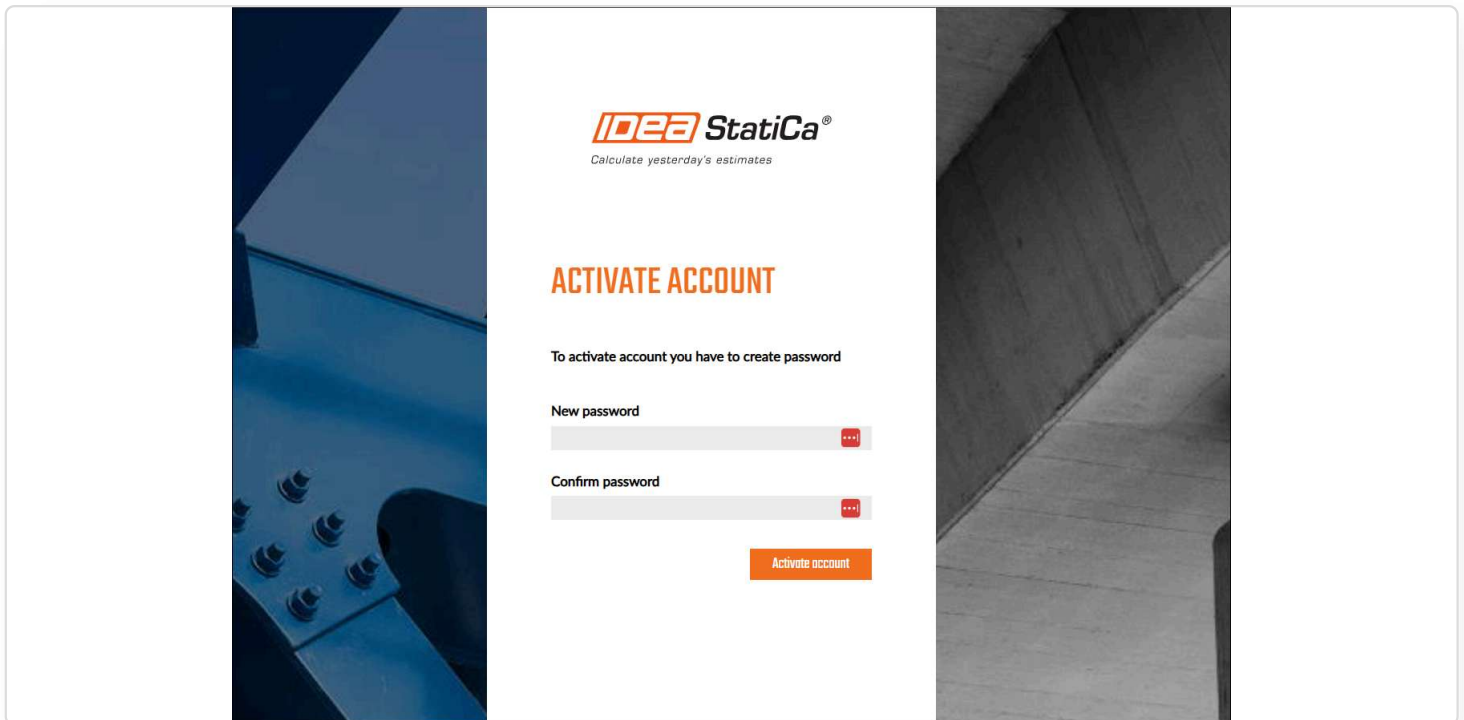 IDEA StatiCa®
Calculate yesterday's estimates
ACTIVATE ACCOUNT
To activate account you have to create password
New password
Confirm password
Activate account